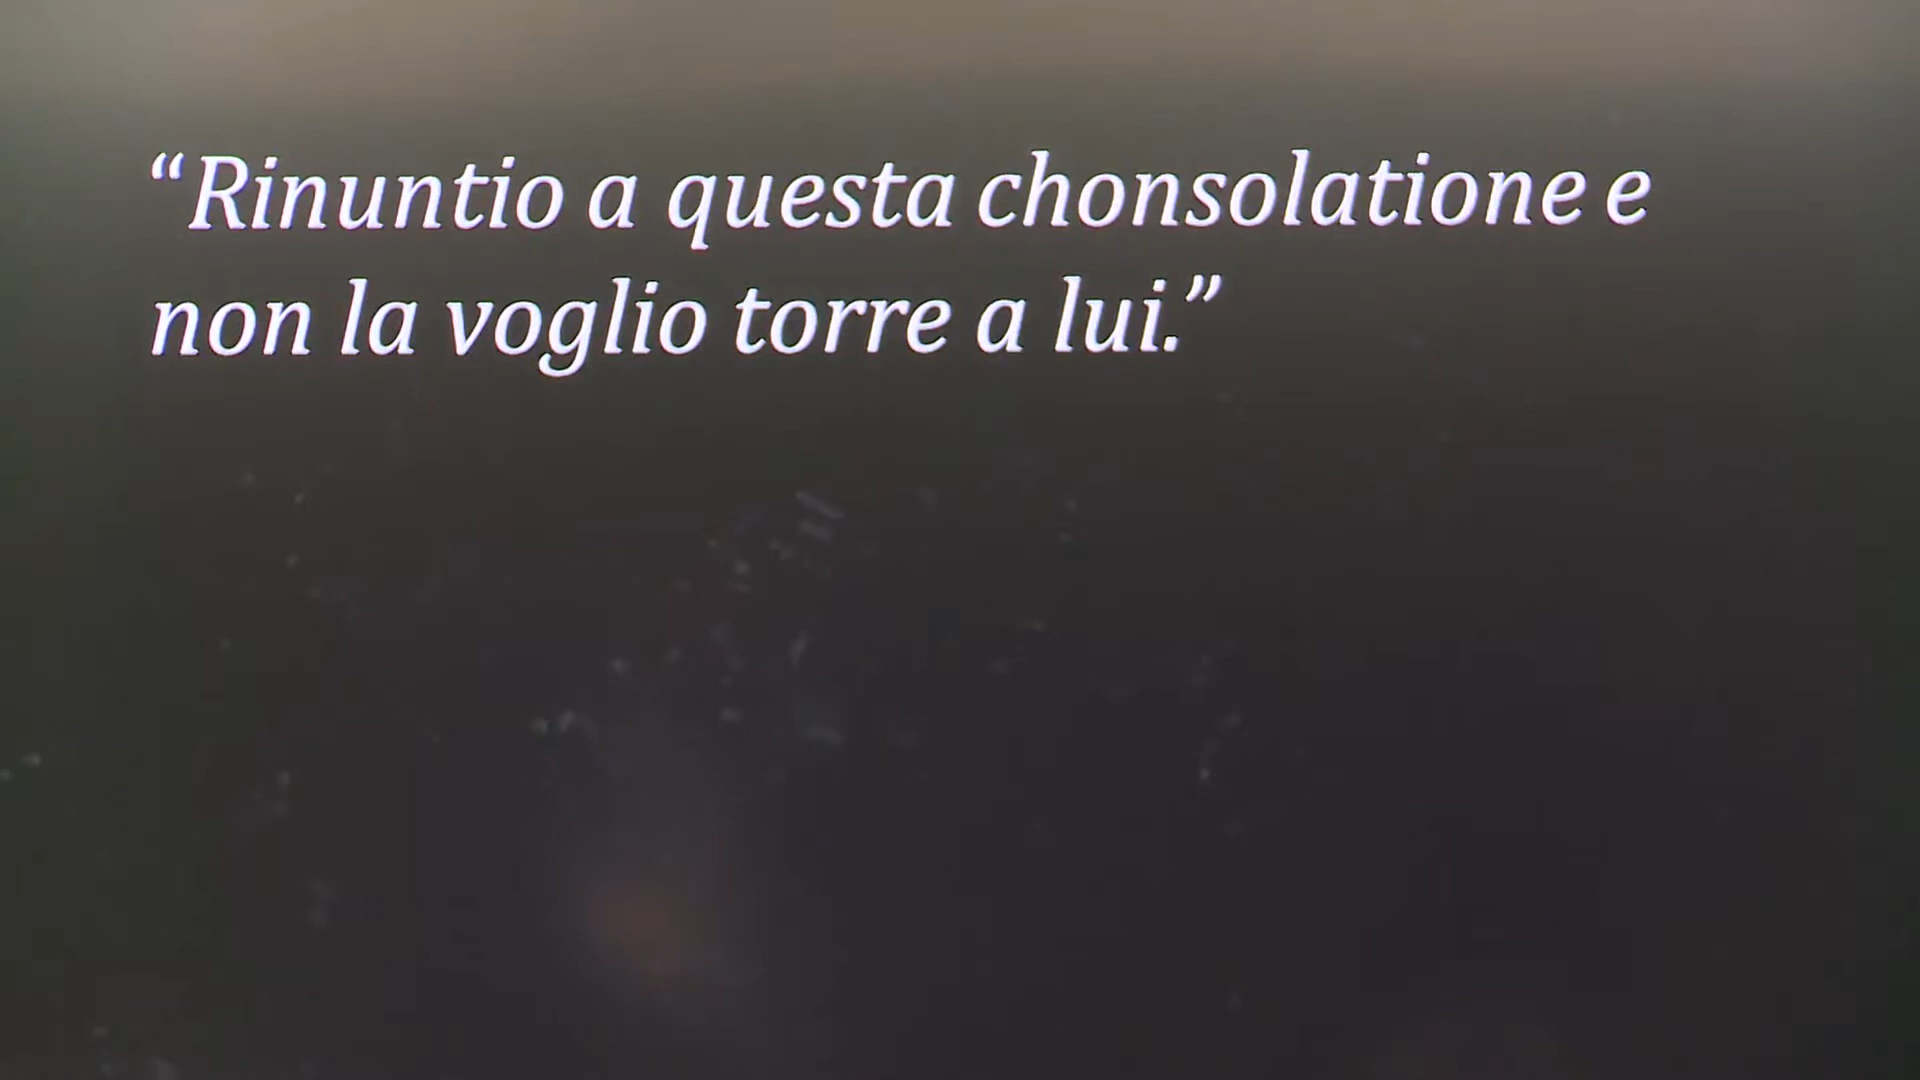 “Rinuntio a questa chonsolatione e
non la voglio torre a lui.”